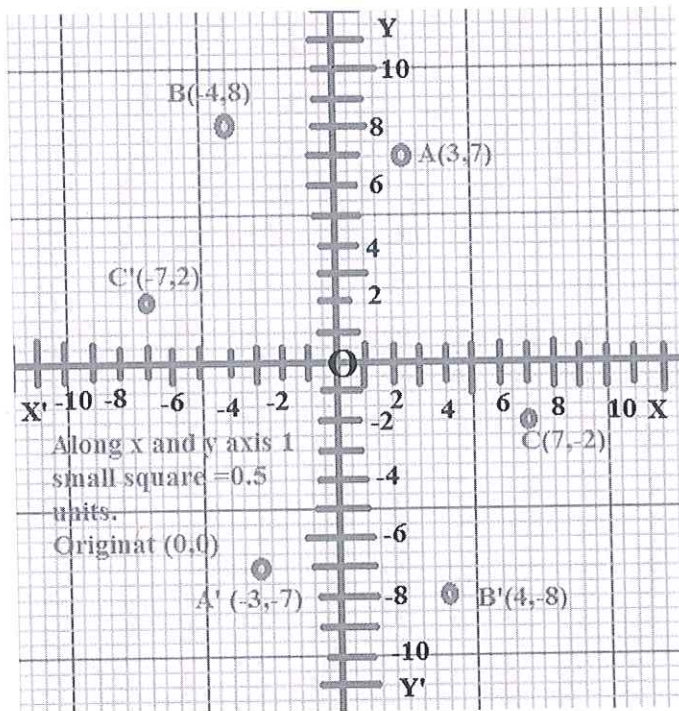 Y
10
B(-4,8)
8
A(3,7)
6
4
C'(-7,2)
2
O
X' -10 -8 -6 -4 -2 2 4 6 8 10 X
-2
C(7,-2)
Along x and y axis 1
small square =0.5
units.
Originat (0,0)
-4
-6
A' (-3,-7)
-8
B'(4,-8)
-10
Y'